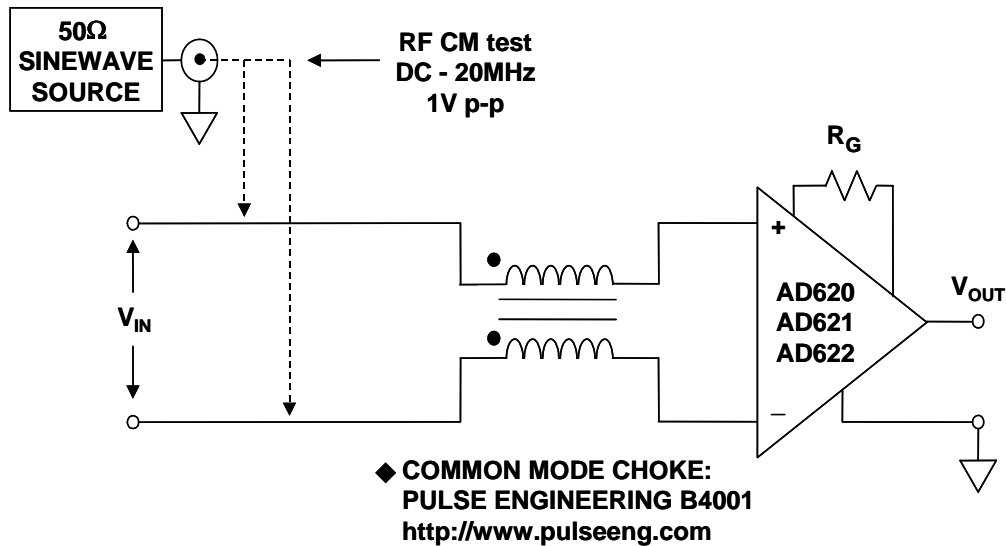 50Ω
SINEWAVE
SOURCE
RF CM test
DC - 20MHz
1V p-p
R_G
+
AD620
AD621
AD622
–
V_OUT
V_IN
◆ COMMON MODE CHOKE:
PULSE ENGINEERING B4001
http://www.pulseeng.com